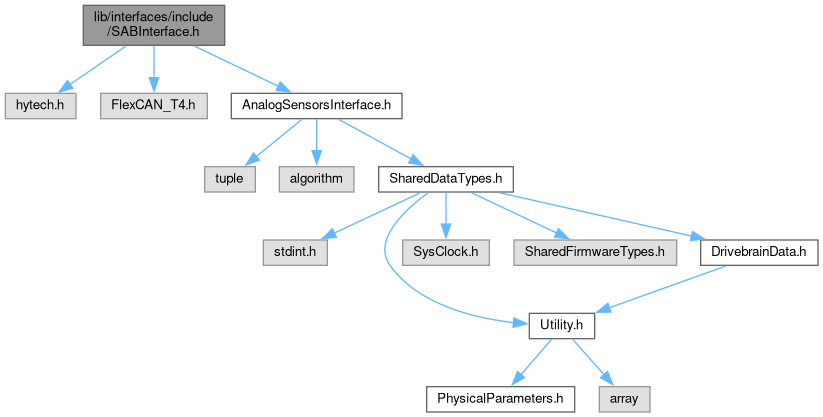 lib/interfaces/include
/SABInterface.h
hytech.h
FlexCAN_T4.h
AnalogSensorsInterface.h
tuple
algorithm
SharedDataTypes.h
stdint.h
SysClock.h
SharedFirmwareTypes.h
DrivebrainData.h
Utility.h
PhysicalParameters.h
array